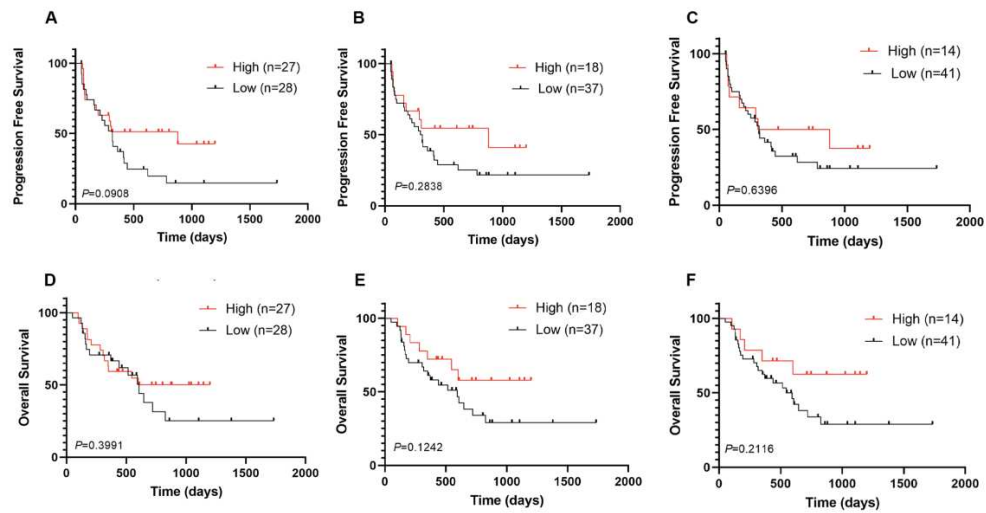 A
Progression Free Survival
100
50
0
High (n=27)
Low (n=28)
P=0.0908
0 500 1000 1500 2000
Time (days)
B
Progression Free Survival
100
50
0
High (n=18)
Low (n=37)
P=0.2838
0 500 1000 1500 2000
Time (days)
C
Progression Free Survival
100
50
0
High (n=14)
Low (n=41)
P=0.6396
0 500 1000 1500 2000
Time (days)
D
Overall Survival
100
50
0
High (n=27)
Low (n=28)
P=0.3991
0 500 1000 1500 2000
Time (days)
E
Overall Survival
100
50
0
High (n=18)
Low (n=37)
P=0.1242
0 500 1000 1500 2000
Time (days)
F
Overall Survival
100
50
0
High (n=14)
Low (n=41)
P=0.2116
0 500 1000 1500 2000
Time (days)